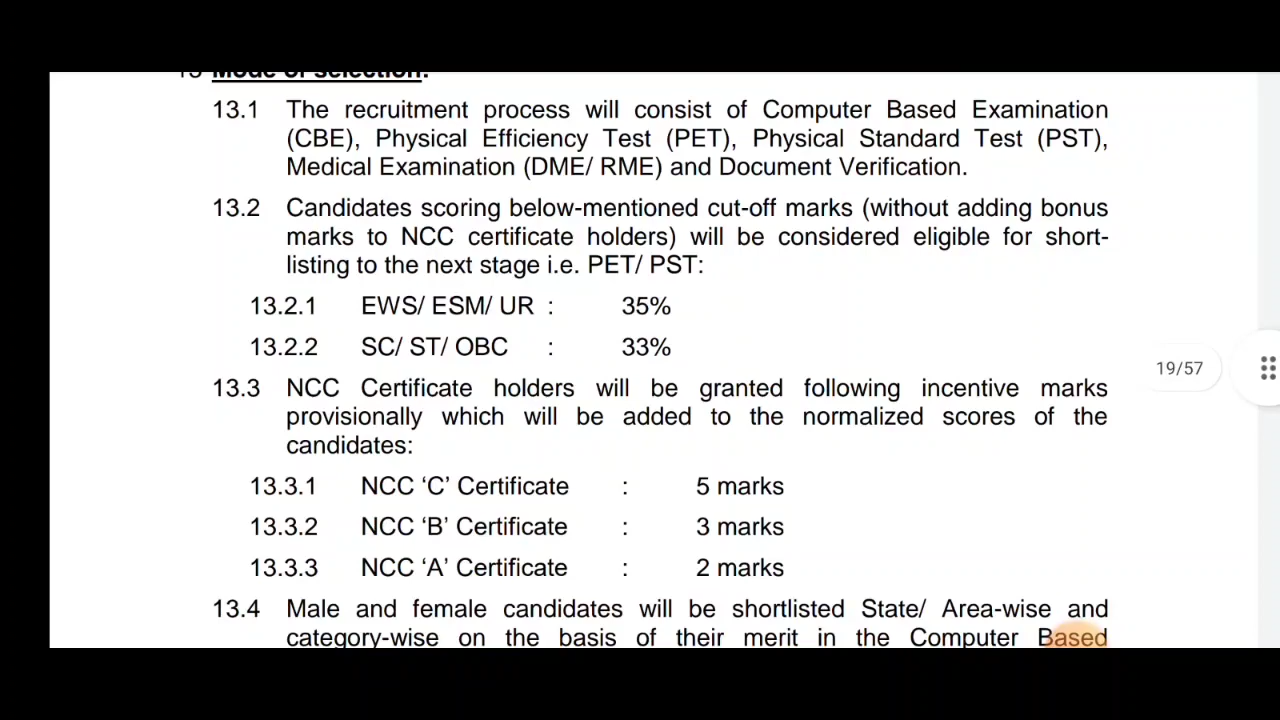 13 Mode of selection:
13.1 The recruitment process will consist of Computer Based Examination
(CBE), Physical Efficiency Test (PET), Physical Standard Test (PST),
Medical Examination (DME/ RME) and Document Verification.
13.2 Candidates scoring below-mentioned cut-off marks (without adding bonus
marks to NCC certificate holders) will be considered eligible for short-
listing to the next stage i.e. PET/ PST:
13.2.1 EWS/ ESM/ UR : 35%
13.2.2 SC/ ST/ OBC : 33%
19/57
13.3 NCC Certificate holders will be granted following incentive marks
provisionally which will be added to the normalized scores of the
candidates:
13.3.1 NCC ‘C’ Certificate : 5 marks
13.3.2 NCC ‘B’ Certificate : 3 marks
13.3.3 NCC ‘A’ Certificate : 2 marks
13.4 Male and female candidates will be shortlisted State/ Area-wise and
category-wise on the basis of their merit in the Computer Based